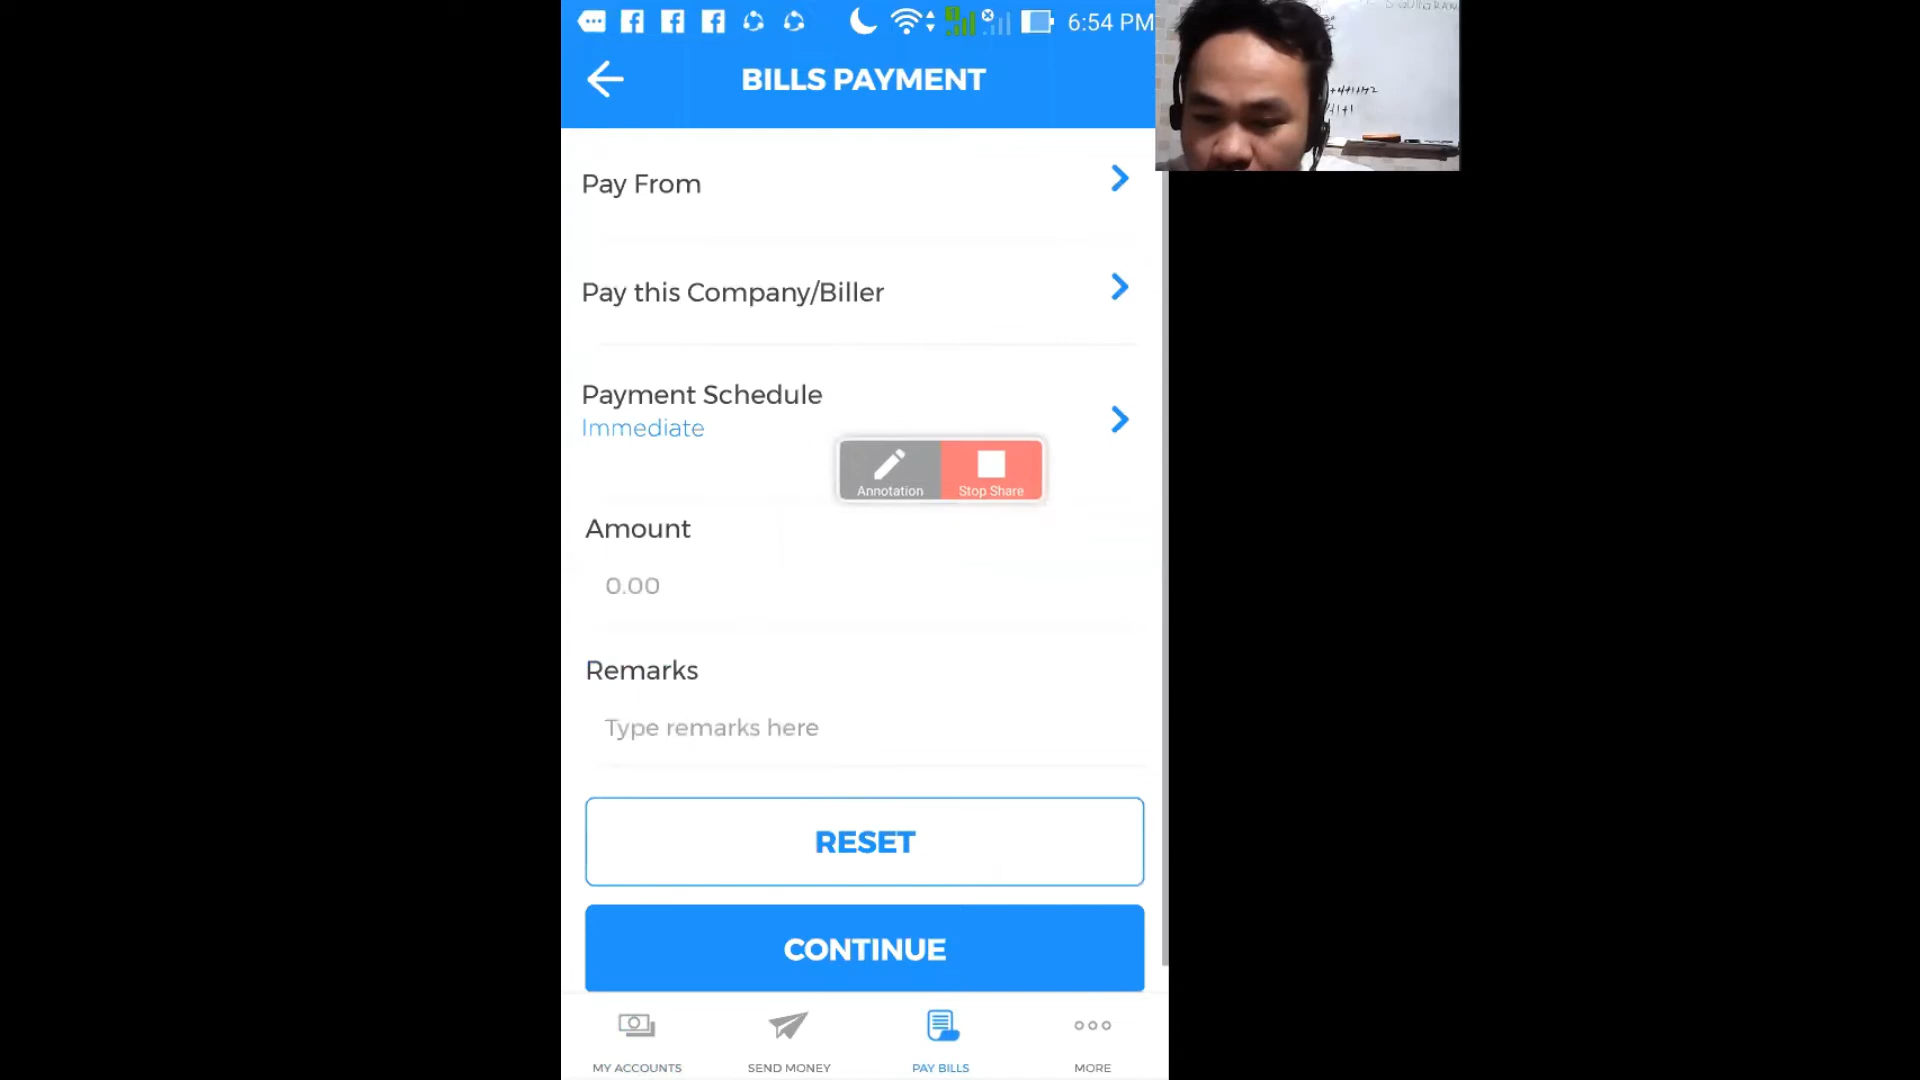 6:54 PM
BILLS PAYMENT
Pay From
Pay this Company/Biller
Payment Schedule
Immediate
Annotation
Stop Share
Amount
0.00
Remarks
Type remarks here
RESET
CONTINUE
MY ACCOUNTS
SEND MONEY
PAY BILLS
MORE